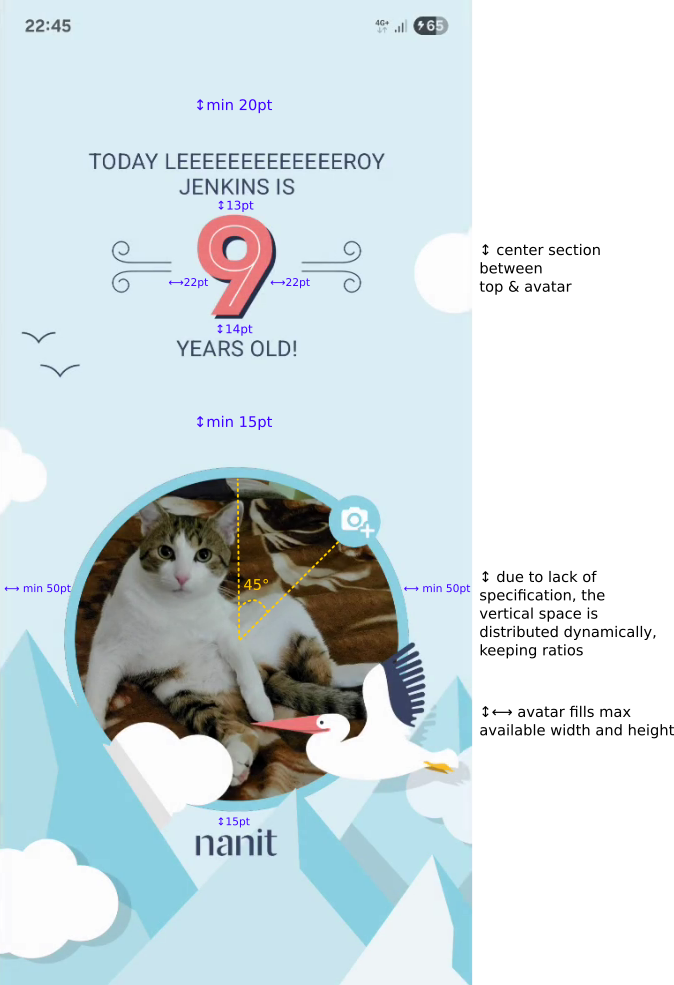 22:45
4G+
65
↕min 20pt
TODAY LEEEEEEEEEEEEEROY
JENKINS IS
↕13pt
9
⟷22pt ⟷22pt
↕14pt
YEARS OLD!
↕ center section
between
top & avatar
↕min 15pt
45°
⟷ min 50pt ⟷ min 50pt
↕ due to lack of
specification, the
vertical space is
distributed dynamically,
keeping ratios
↕⟷ avatar fills max
available width and height
↕15pt
nanit